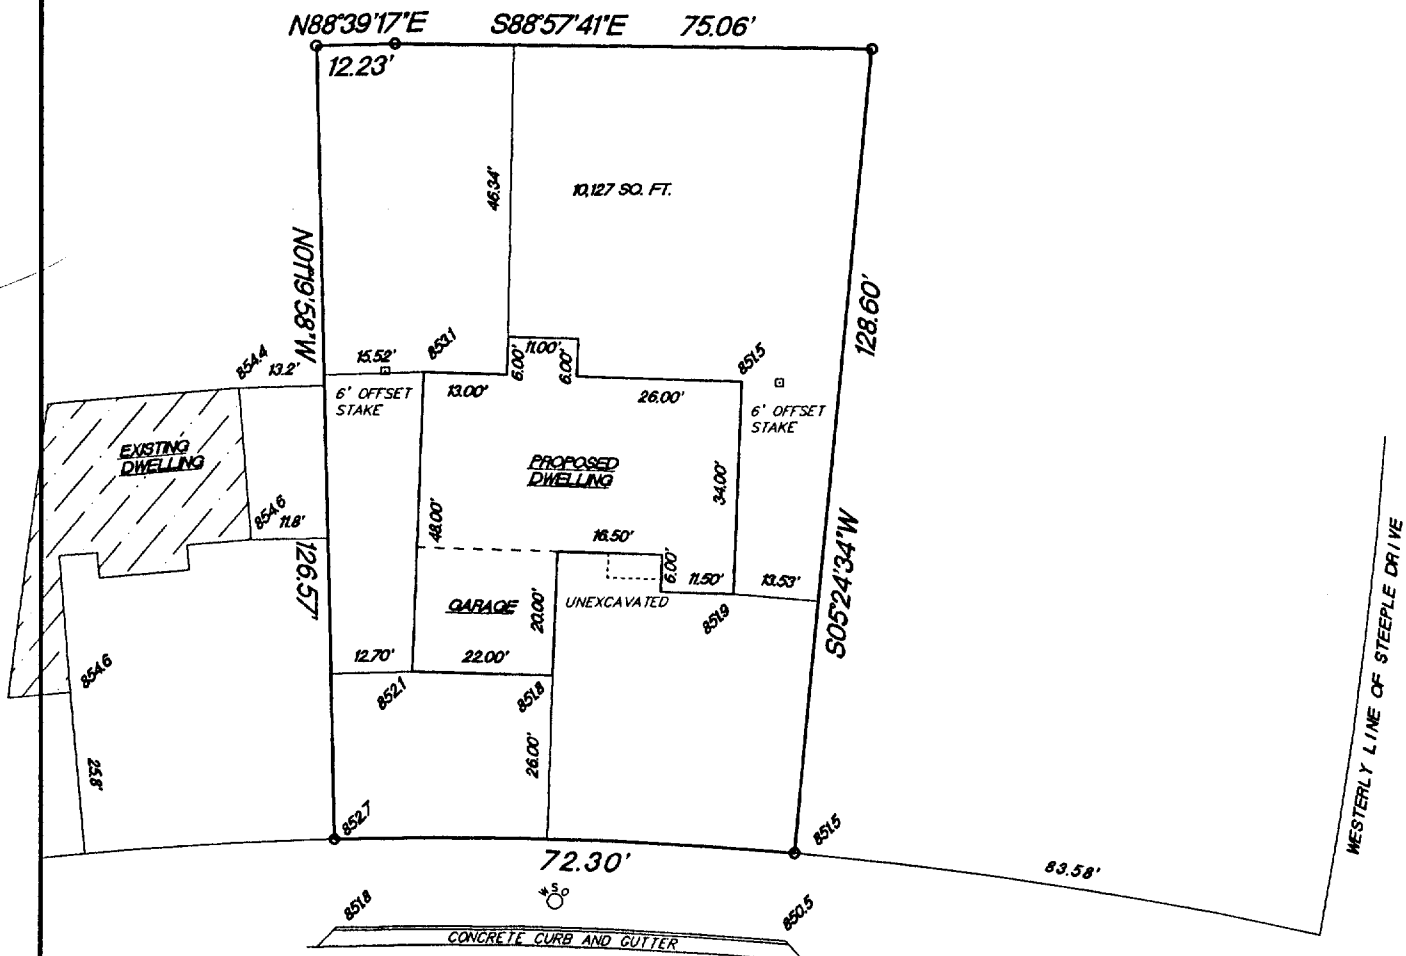 N88°39'17"E S88°57'41"E 75.06'
12.23'
46.34'
10,127 SO. FT.
N01°19'58"W
128.60'
854.4
13.2'
15.52'
853.1
6.00'
11.00'
6.00'
851.5
6' OFFSET
STAKE
13.00'
26.00'
6' OFFSET
STAKE
EXISTING
DWELLING
PROPOSED
DWELLING
34.00'
854.6
11.8'
48.00'
16.50'
S05°24'34"W
126.57'
6.00'
11.50'
13.53'
GARAGE
20.00'
UNEXCAVATED
851.9
WESTERLY LINE OF STEEPLE DRIVE
854.6
12.70'
22.00'
852.1
851.8
26.00'
25.8'
852.7
851.5
72.30'
83.58'
W S O
851.8
850.5
CONCRETE CURB AND GUTTER